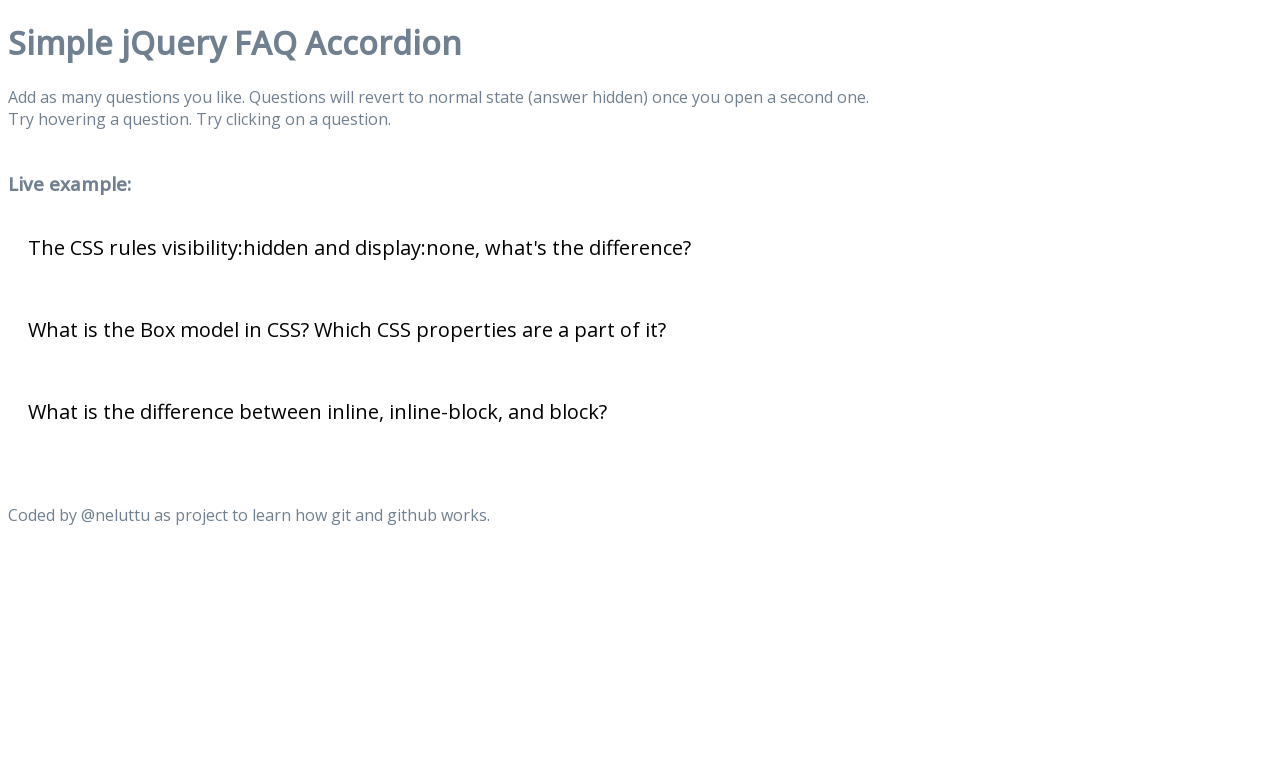 Simple jQuery FAQ Accordion
Add as many questions you like. Questions will revert to normal state (answer hidden) once you open a second one.
Try hovering a question. Try clicking on a question.
Live example:
The CSS rules visibility:hidden and display:none, what's the difference?
What is the Box model in CSS? Which CSS properties are a part of it?
What is the difference between inline, inline-block, and block?
Coded by @neluttu as project to learn how git and github works.